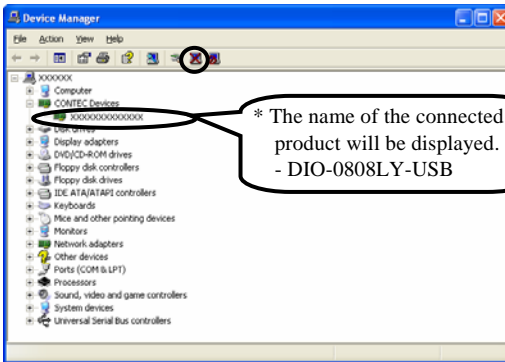 Device Manager
File Action View Help
XXXXXX
Computer
CONTEC Devices
XXXXXXXXXXXXX
Disk drives
Display adapters
DVD/CD-ROM drives
Floppy disk controllers
Floppy disk drives
IDE ATA/ATAPI controllers
Keyboards
Mice and other pointing devices
Monitors
Network adapters
Other devices
Ports (COM & LPT)
Processors
Sound, video and game controllers
System devices
Universal Serial Bus controllers
* The name of the connected
product will be displayed.
- DIO-0808LY-USB